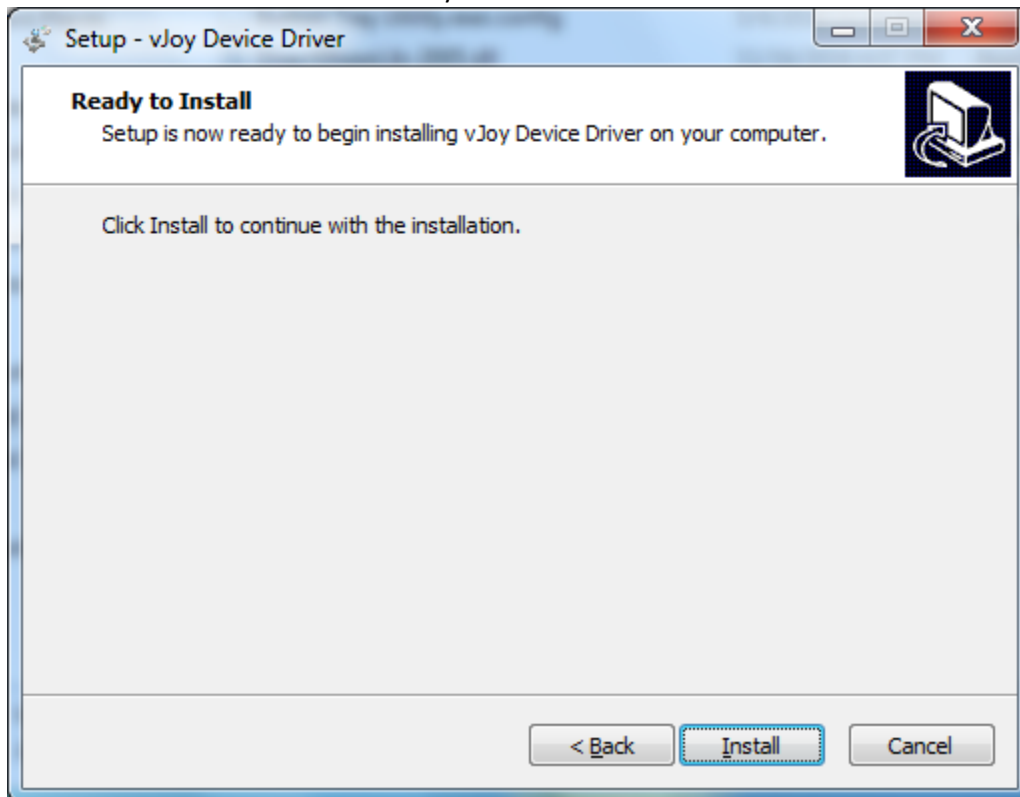 Setup - vJoy Device Driver
Ready to Install
Setup is now ready to begin installing vJoy Device Driver on your computer.
Click Install to continue with the installation.
< Back
Install
Cancel